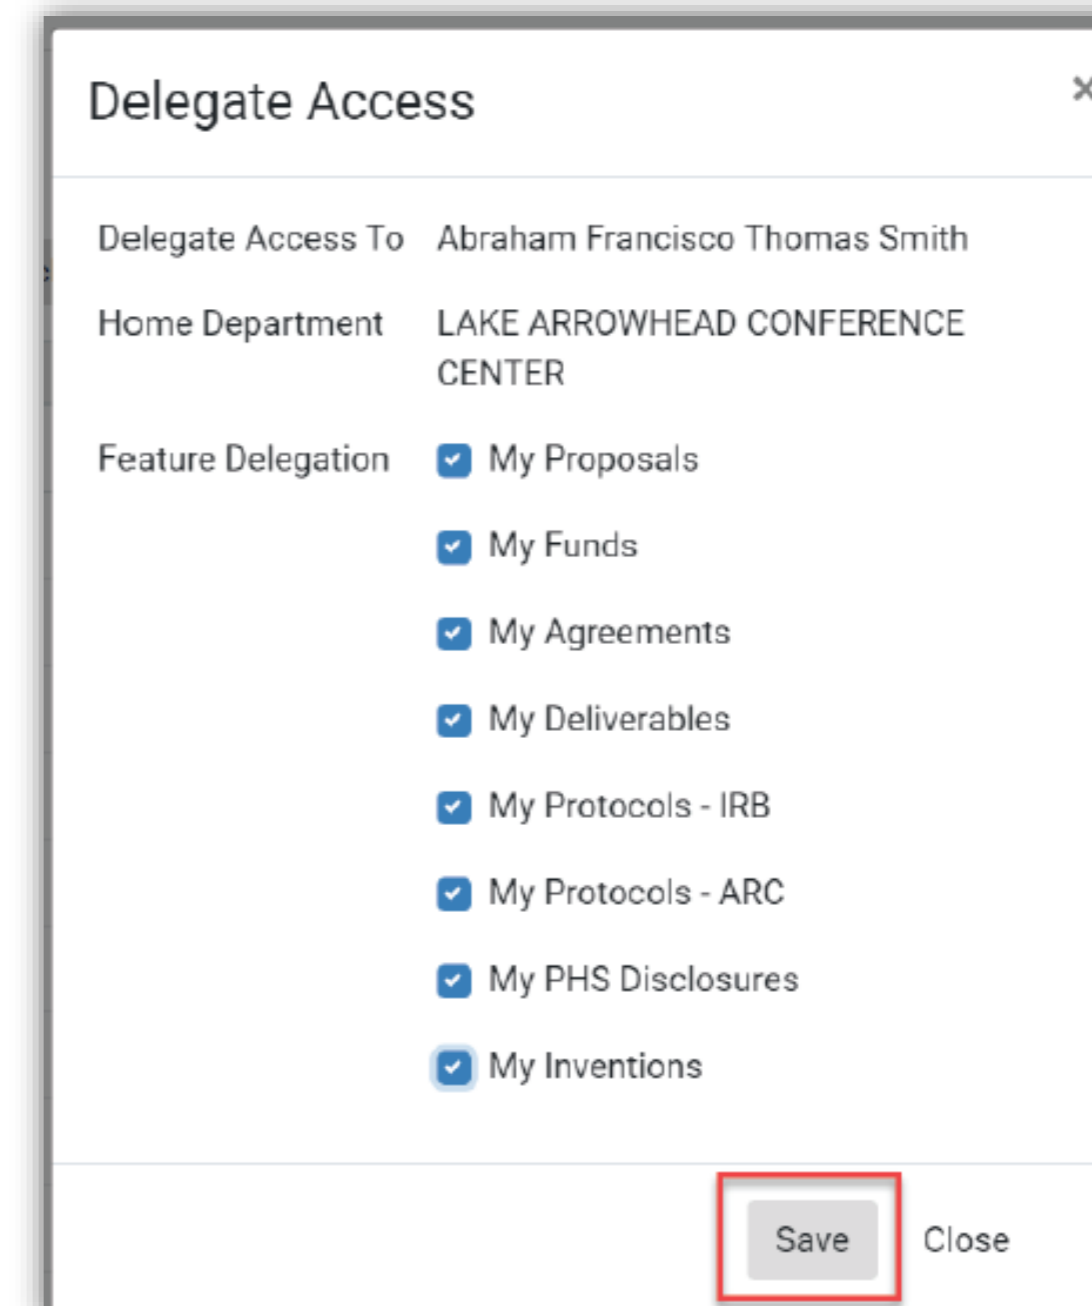 Delegate Access
Delegate Access To Abraham Francisco Thomas Smith
Home Department LAKE ARROWHEAD CONFERENCE
CENTER
Feature Delegation My Proposals
My Funds
My Agreements
My Deliverables
My Protocols - IRB
My Protocols - ARC
My PHS Disclosures
My Inventions
Save Close